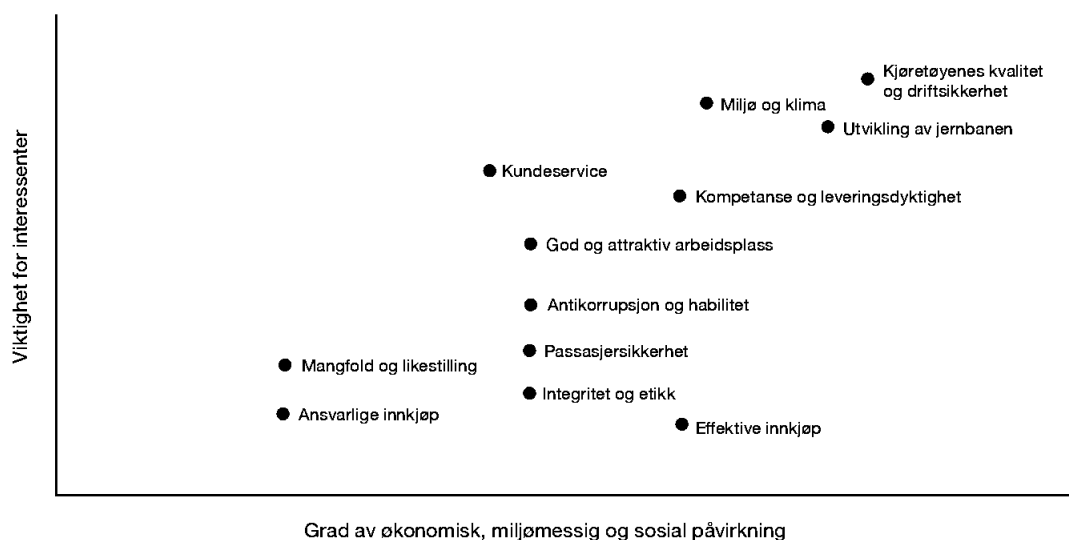 Kjøretøyenes kvalitet
og driftsikkerhet
Miljø og klima
Utvikling av jernbanen
Kundeservice
Kompetanse og leveringsdyktighet
God og attraktiv arbeidsplass
Antikorrupsjon og habilitet
Passasjersikkerhet
Mangfold og likestilling
Integritet og etikk
Ansvarlige innkjøp
Effektive innkjøp
Viktighet for interessenter
Grad av økonomisk, miljømessig og sosial påvirkning